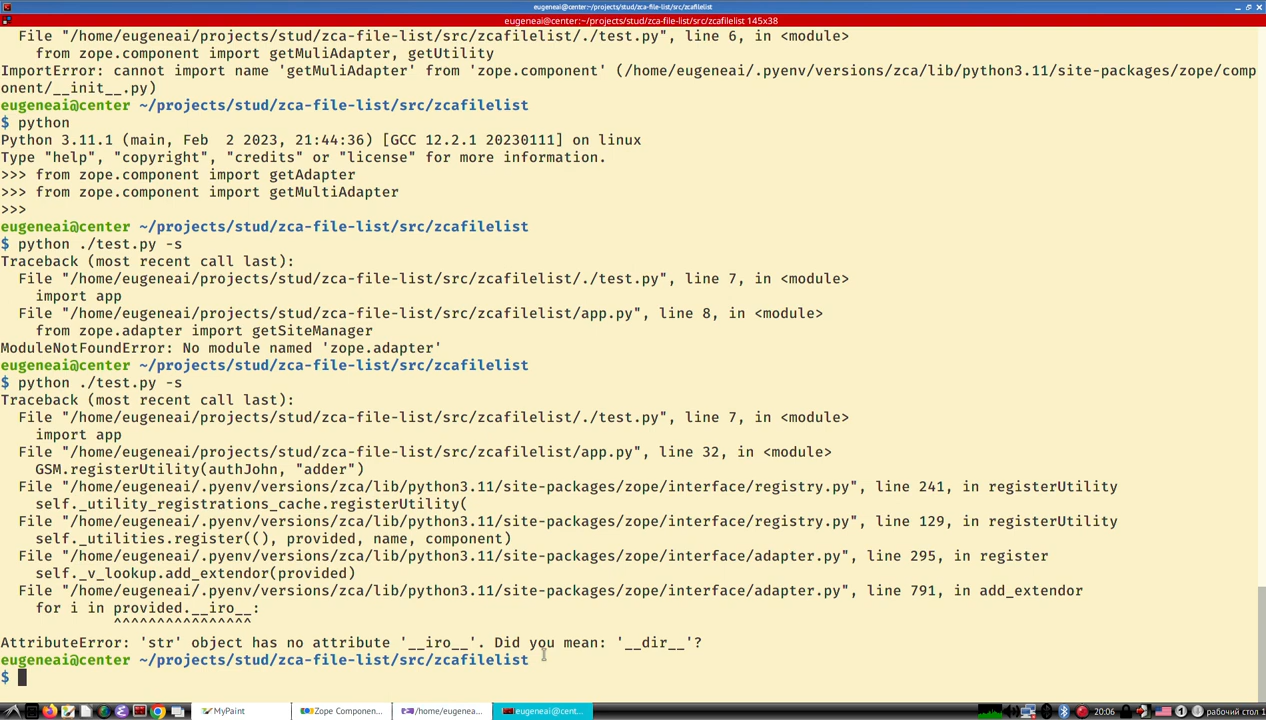 eugeneai@center:~/projects/stud/zca-file-list/src/zcafilelist
eugeneai@center:~/projects/stud/zca-file-list/src/zcafilelist 145x38
File "/home/eugeneai/projects/stud/zca-file-list/src/zcafilelist/./test.py", line 6, in <module>
from zope.component import getMuliAdapter, getUtility
ImportError: cannot import name 'getMuliAdapter' from 'zope.component' (/home/eugeneai/.pyenv/versions/zca/lib/python3.11/site-packages/zope/comp
onent/__init__.py)
eugeneai@center ~/projects/stud/zca-file-list/src/zcafilelist
$ python
Python 3.11.1 (main, Feb  2 2023, 21:44:36) [GCC 12.2.1 20230111] on linux
Type "help", "copyright", "credits" or "license" for more information.
>>> from zope.component import getAdapter
>>> from zope.component import getMultiAdapter
>>>
eugeneai@center ~/projects/stud/zca-file-list/src/zcafilelist
$ python ./test.py -s
Traceback (most recent call last):
File "/home/eugeneai/projects/stud/zca-file-list/src/zcafilelist/./test.py", line 7, in <module>
import app
File "/home/eugeneai/projects/stud/zca-file-list/src/zcafilelist/app.py", line 8, in <module>
from zope.adapter import getSiteManager
ModuleNotFoundError: No module named 'zope.adapter'
eugeneai@center ~/projects/stud/zca-file-list/src/zcafilelist
$ python ./test.py -s
Traceback (most recent call last):
File "/home/eugeneai/projects/stud/zca-file-list/src/zcafilelist/./test.py", line 7, in <module>
import app
File "/home/eugeneai/projects/stud/zca-file-list/src/zcafilelist/app.py", line 32, in <module>
GSM.registerUtility(authJohn, "adder")
File "/home/eugeneai/.pyenv/versions/zca/lib/python3.11/site-packages/zope/interface/registry.py", line 241, in registerUtility
self._utility_registrations_cache.registerUtility(
File "/home/eugeneai/.pyenv/versions/zca/lib/python3.11/site-packages/zope/interface/registry.py", line 129, in registerUtility
self._utilities.register((), provided, name, component)
File "/home/eugeneai/.pyenv/versions/zca/lib/python3.11/site-packages/zope/interface/adapter.py", line 295, in register
self._v_lookup.add_extendor(provided)
File "/home/eugeneai/.pyenv/versions/zca/lib/python3.11/site-packages/zope/interface/adapter.py", line 791, in add_extendor
for i in provided.__iro__:
^^^^^^^^^^^^^^^^
AttributeError: 'str' object has no attribute '__iro__'. Did you mean: '__dir__'?
eugeneai@center ~/projects/stud/zca-file-list/src/zcafilelist
$
MyPaint
Zope Componen...
/home/eugenea...
eugeneai@cent...
20:06
рабочий стол 1